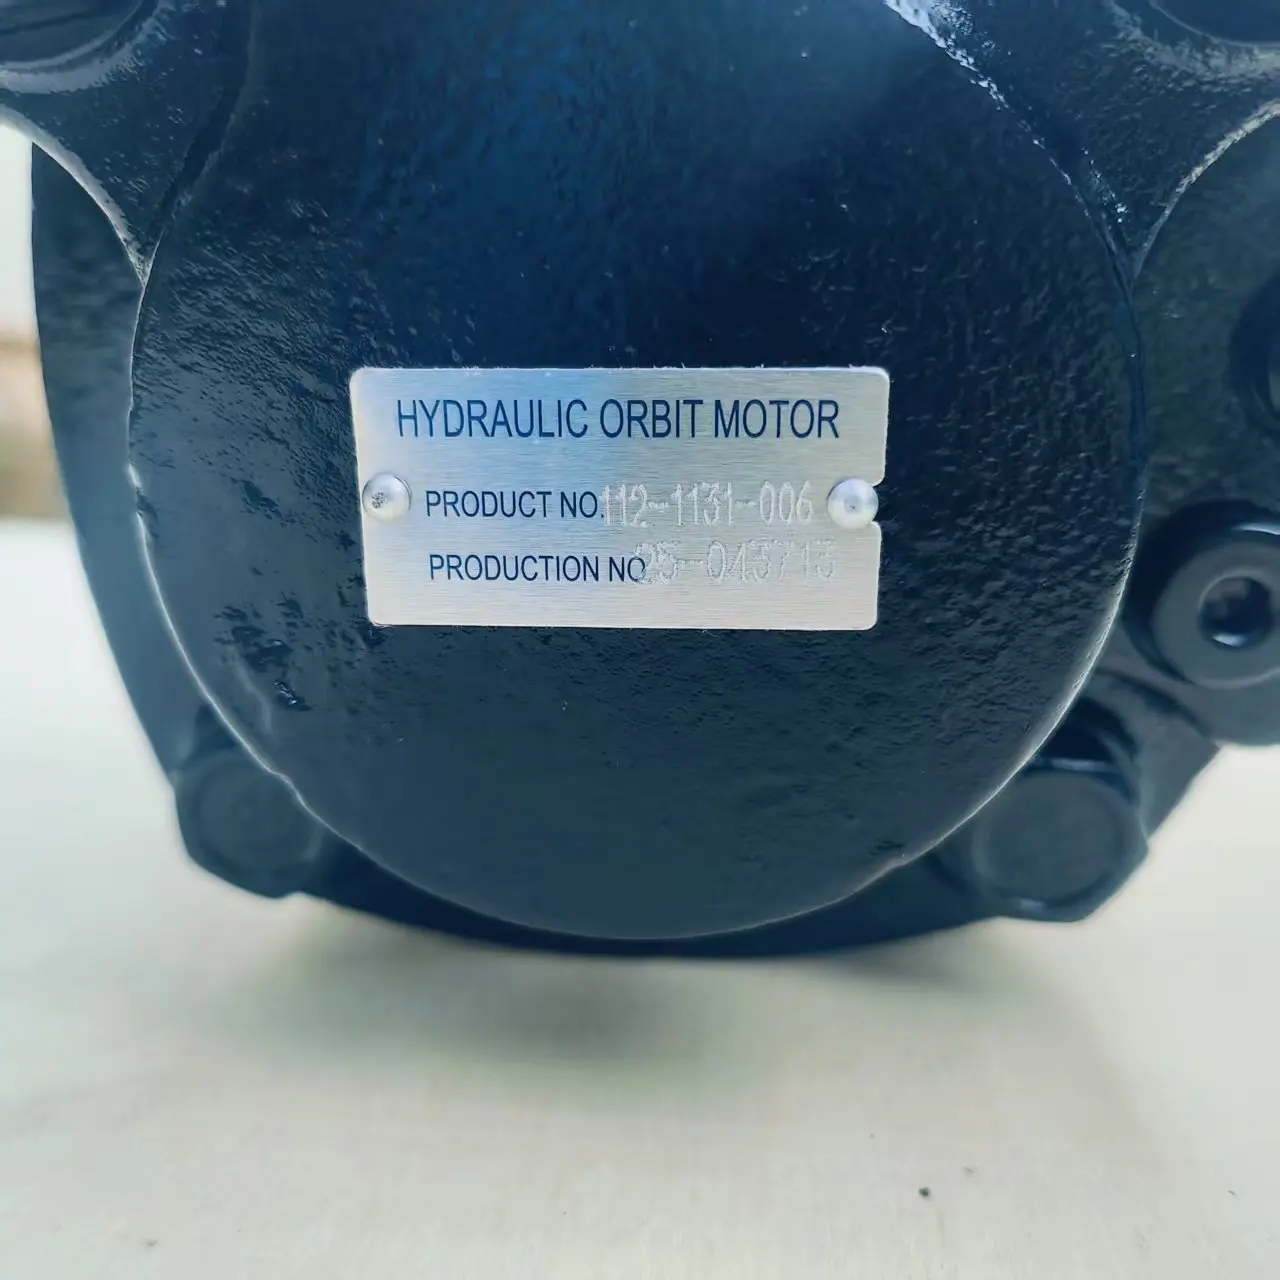 HYDRAULIC ORBIT MOTOR
PRODUCT NO.112-1131-006
PRODUCTION NO.25-043713